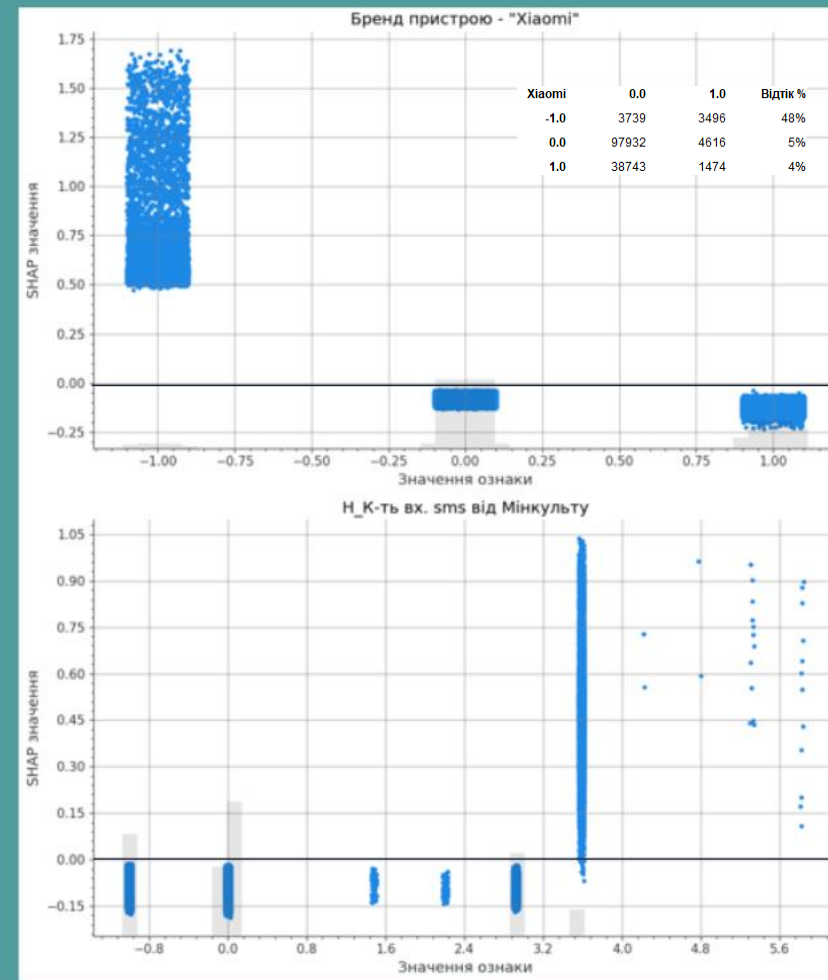 Бренд пристрою - "Xiaomi"
1.75
1.50
1.25
1.00
0.75
0.50
0.25
0.00
−0.25
SHAP значення
Xiaomi 0.0 1.0 Відтік %
-1.0 3739 3496 48%
0.0 97932 4616 5%
1.0 38743 1474 4%
−1.00 −0.75 −0.50 −0.25 0.00 0.25 0.50 0.75 1.00
Значення ознаки
Н_К-ть вх. sms від Мінкульту
1.05
0.90
0.75
0.60
0.45
0.30
0.15
0.00
−0.15
SHAP значення
−0.8 0.0 0.8 1.6 2.4 3.2 4.0 4.8 5.6
Значення ознаки